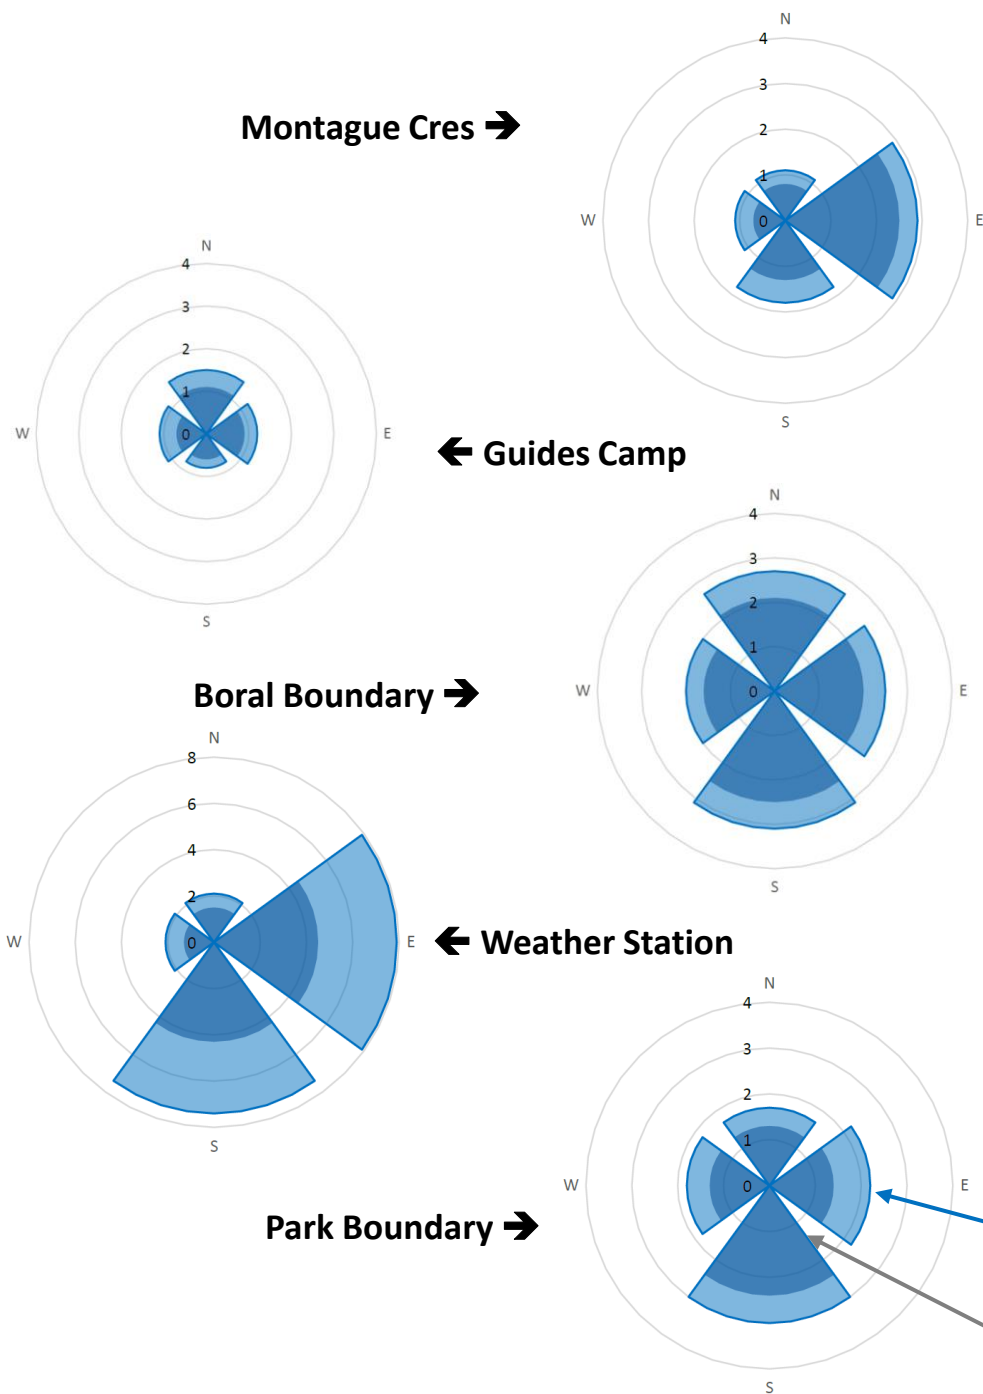 N
4
3
2
1
0
W
E
S
Montague Cres →
N
4
3
2
1
0
W
E
S
← Guides Camp
N
4
3
2
1
0
W
E
S
Boral Boundary →
N
8
6
4
2
0
W
E
S
← Weather Station
N
4
3
2
1
0
W
E
S
Park Boundary →